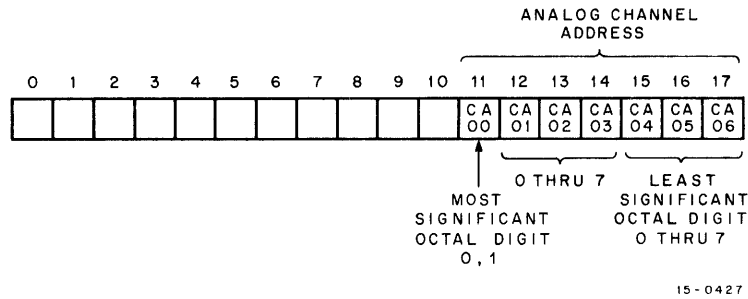 ANALOG CHANNEL
ADDRESS
0 1 2 3 4 5 6 7 8 9 10 11 12 13 14 15 16 17
CA CA CA CA CA CA CA
00 01 02 03 04 05 06
0 THRU 7
MOST
SIGNIFICANT
OCTAL DIGIT
0,1
LEAST
SIGNIFICANT
OCTAL DIGIT
0 THRU 7
15-0427